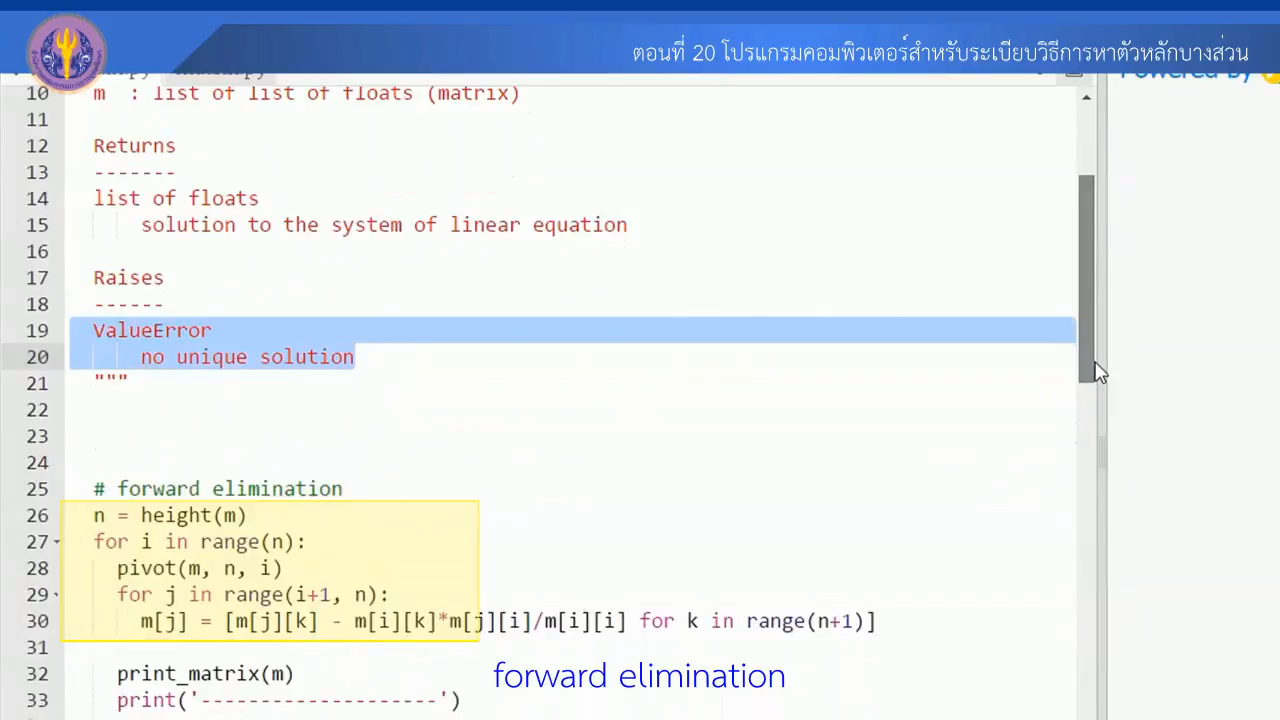 ตอนที่ 20 โปรแกรมคอมพิวเตอร์สำหรับระเบียบวิธีการหาตัวหลักบางส่วน
10 m : list of list of floats (matrix)
11
12 Returns
13 -------
14 list of floats
15 solution to the system of linear equation
16
17 Raises
18 ------
19 ValueError
20 no unique solution
21 """
22
23
24
25 # forward elimination
26 n = height(m)
27 for i in range(n):
28 pivot(m, n, i)
29 for j in range(i+1, n):
30 m[j] = [m[j][k] - m[i][k]*m[j][i]/m[i][i] for k in range(n+1)]
31
32 print_matrix(m)
33 print('--------------------')
forward elimination